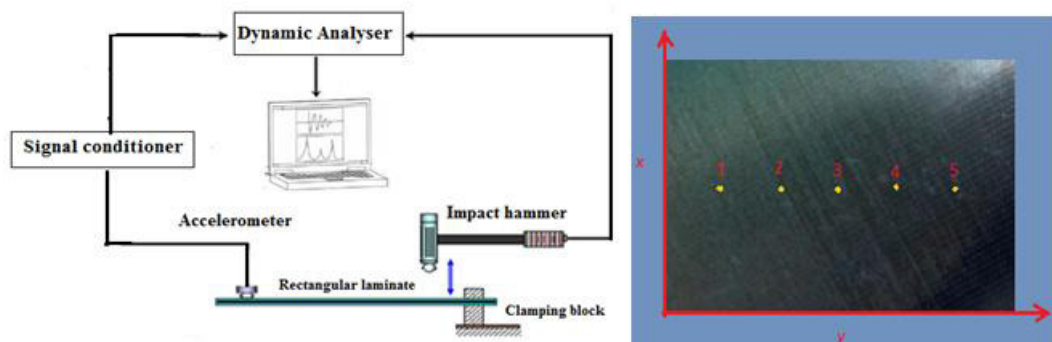 Dynamic Analyser
Signal conditioner
Accelerometer
Impact hammer
Rectangular laminate
Clamping block
x
1 2 3 4 5
y